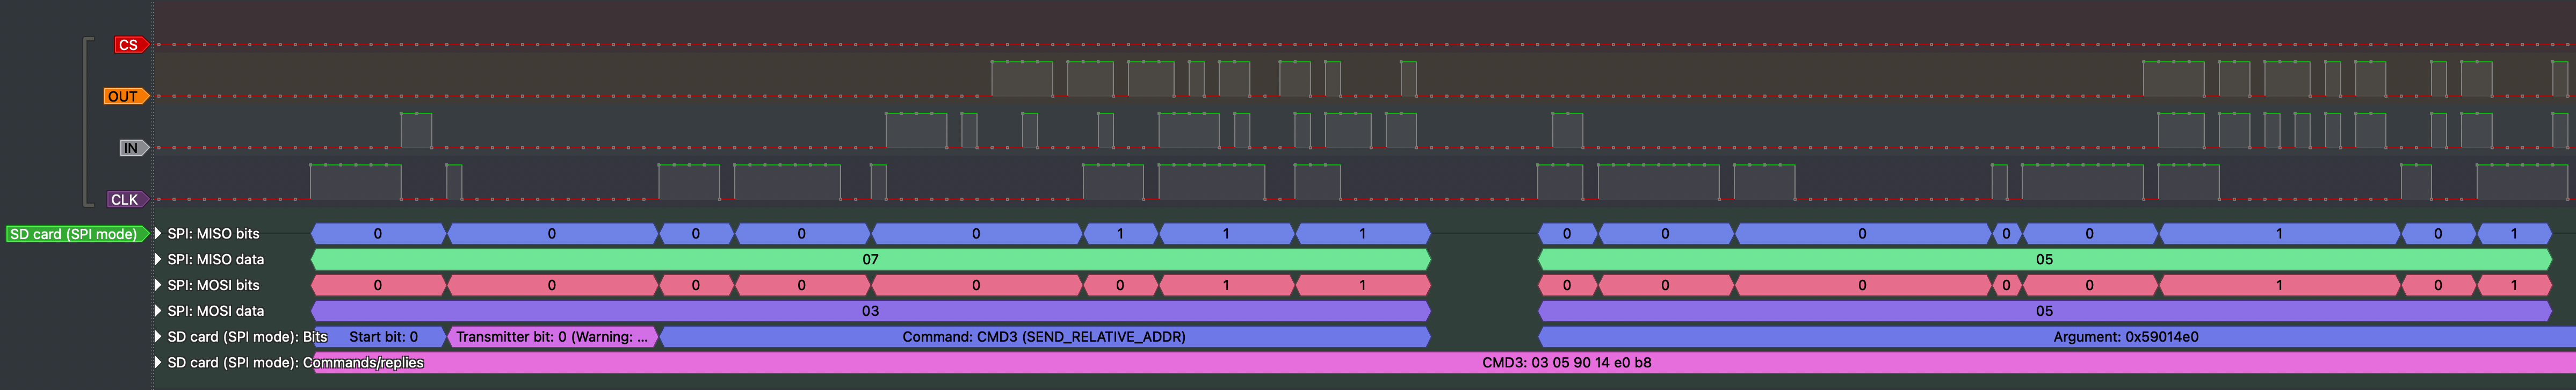 CS
OUT
IN
CLK
SD card (SPI mode) SPI: MISO bits 0 0 0 0 0 1 1 1 0 0 0 0 0 1 0 1
SPI: MISO data 07 05
SPI: MOSI bits 0 0 0 0 0 0 1 1 0 0 0 0 0 1 0 1
SPI: MOSI data 03 05
SD card (SPI mode): Bits Start bit: 0 Transmitter bit: 0 (Warning: ... Command: CMD3 (SEND_RELATIVE_ADDR) Argument: 0x59014e0
SD card (SPI mode): Commands/replies CMD3: 03 05 90 14 e0 b8